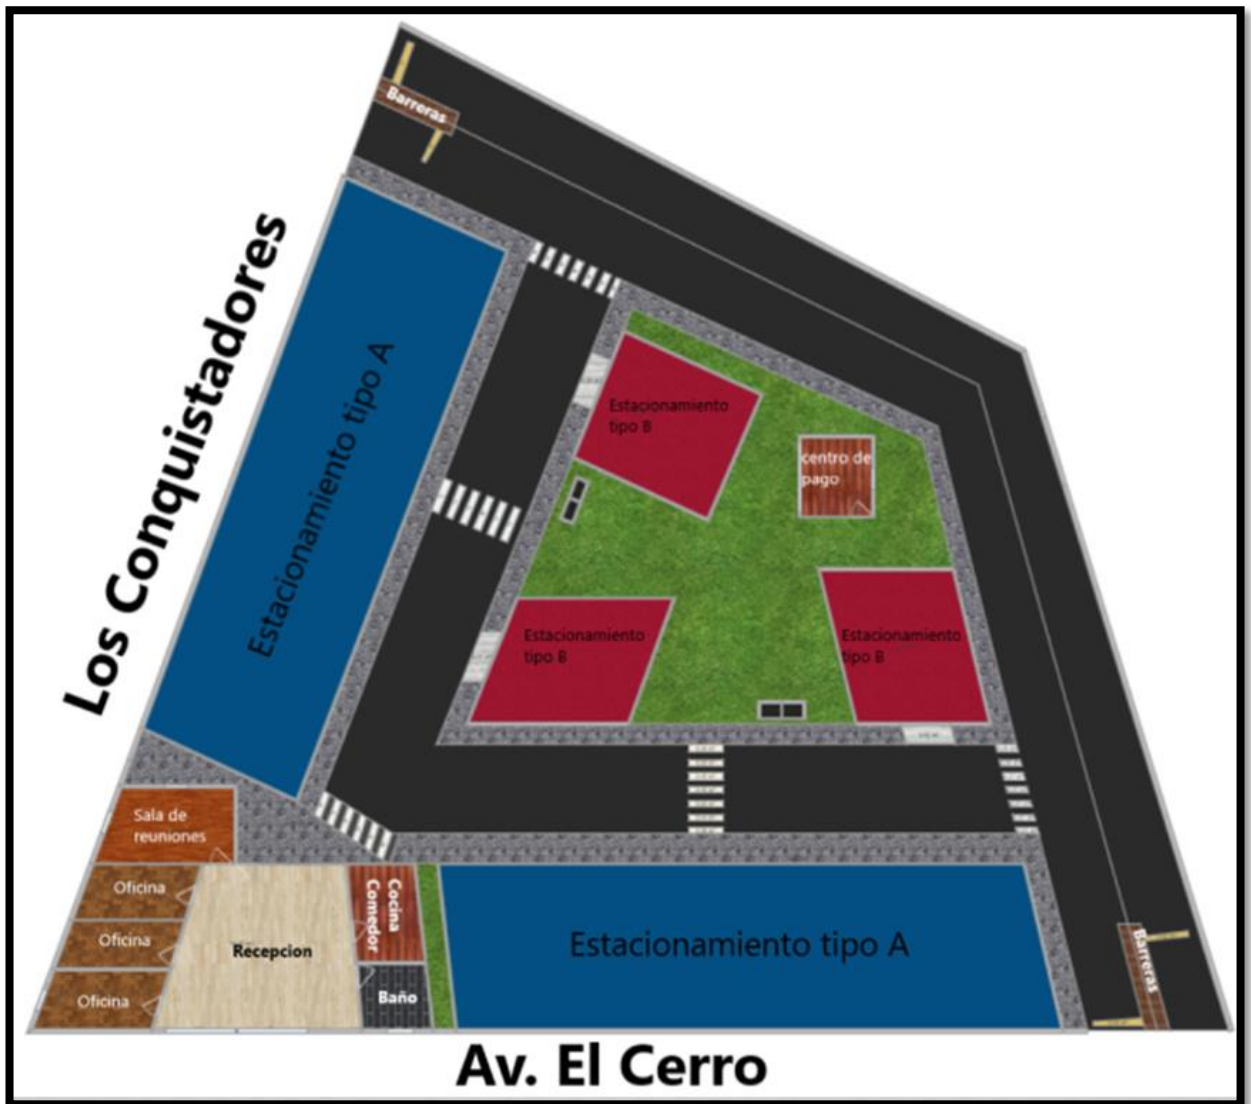 Barreras
Los Conquistadores
Estacionamiento tipo A
Estacionamiento
tipo B
centro de
pago
Estacionamiento
tipo B
Estacionamiento
tipo B
Sala de
reuniones
Oficina
Oficina
Oficina
Recepcion
Cocina
Comedor
Baño
Estacionamiento tipo A
Barreras
Av. El Cerro